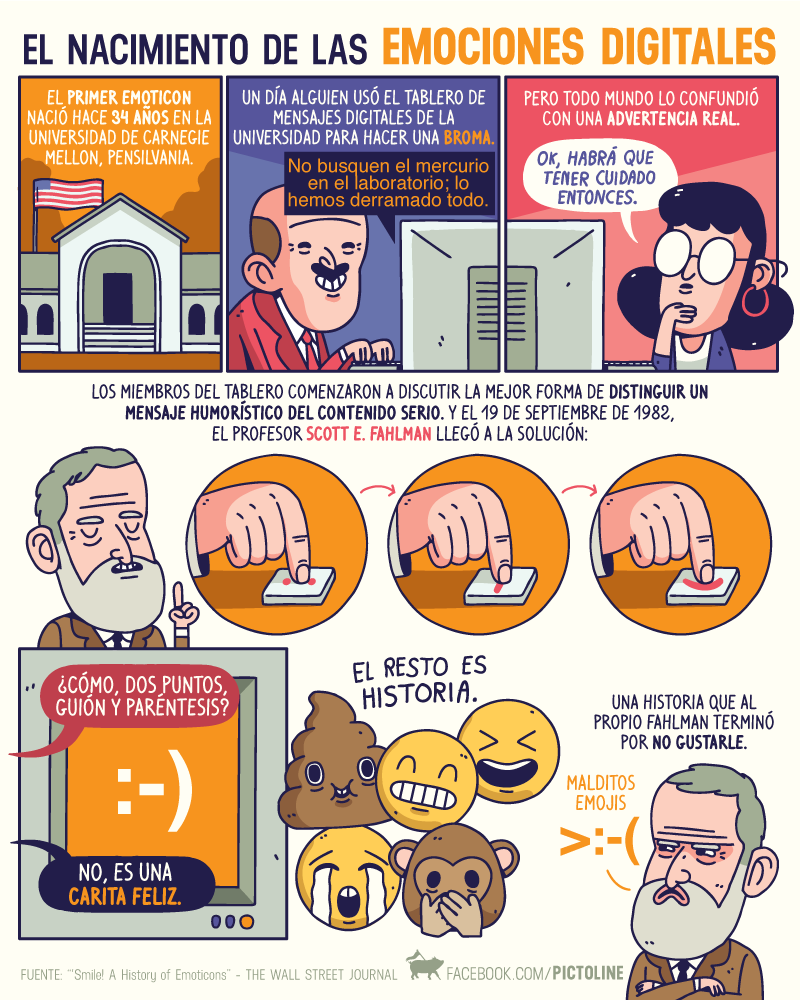 EL NACIMIENTO DE LAS EMOCIONES DIGITALES
EL PRIMER EMOTICON
NACIÓ HACE 34 AÑOS EN LA
UNIVERSIDAD DE CARNEGIE
MELLON, PENSILVANIA.
UN DÍA ALGUIEN USÓ EL TABLERO DE
MENSAJES DIGITALES DE LA
UNIVERSIDAD PARA HACER UNA BROMA.
No busquen el mercurio
en el laboratorio; lo
hemos derramado todo.
PERO TODO MUNDO LO CONFUNDIÓ
CON UNA ADVERTENCIA REAL.
OK, HABRÁ QUE
TENER CUIDADO
ENTONCES.
LOS MIEMBROS DEL TABLERO COMENZARON A DISCUTIR LA MEJOR FORMA DE DISTINGUIR UN
MENSAJE HUMORÍSTICO DEL CONTENIDO SERIO. Y EL 19 DE SEPTIEMBRE DE 1982,
EL PROFESOR SCOTT E. FAHLMAN LLEGÓ A LA SOLUCIÓN:
¿CÓMO, DOS PUNTOS,
GUIÓN Y PARÉNTESIS?
:-)
NO, ES UNA
CARITA FELIZ.
EL RESTO ES
HISTORIA.
UNA HISTORIA QUE AL
PROPIO FAHLMAN TERMINÓ
POR NO GUSTARLE.
MALDITOS
EMOJIS
>:-(
FUENTE: "'Smile! A History of Emoticons" - THE WALL STREET JOURNAL
FACEBOOK.COM/PICTOLINE